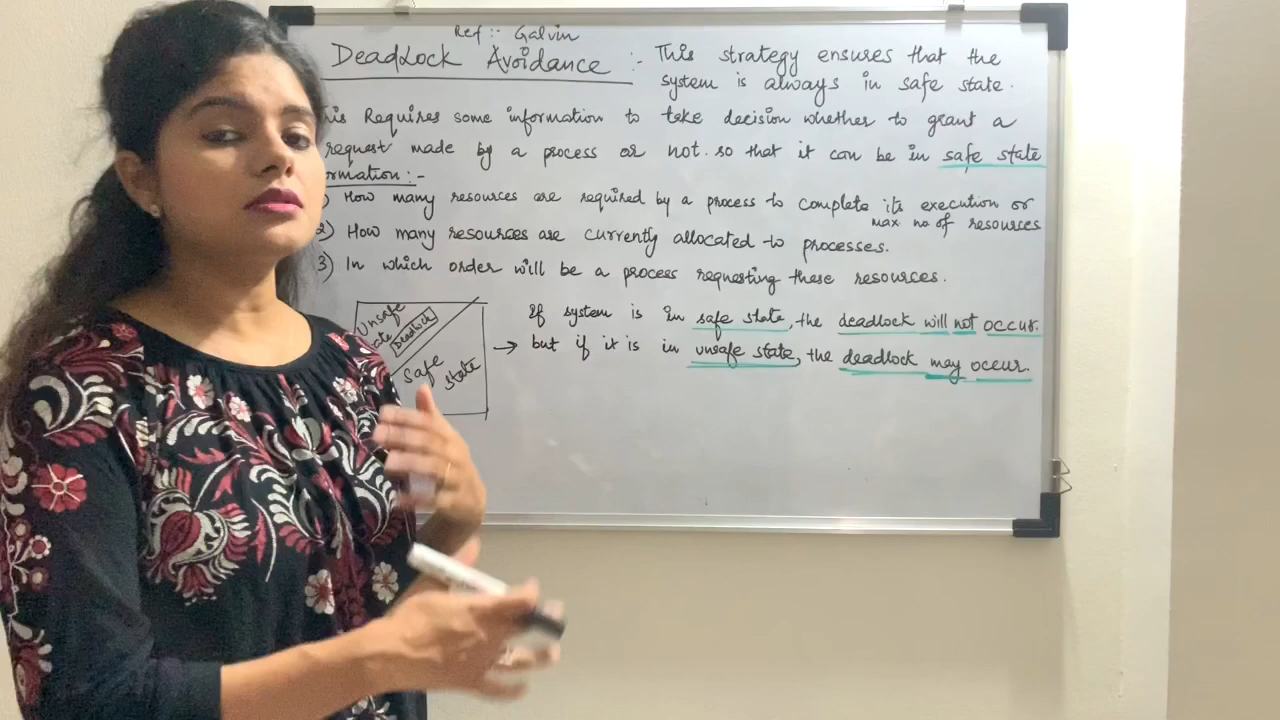 Ref :- Galvin
DeadLock Avoidance :- This strategy ensures that the
system is always in safe state.
is Requires some information to take decision whether to grant a
request made by a process or not. so that it can be in safe state
ormation:-
) How many resources are required by a process to complete its execution or
max no of resources
2) How many resources are currently allocated to processes.
3) In which order will be a process requesting these resources.
Unsafe
ate
Deadlock
Safe
state
→ If system is in safe state, the deadlock will not occur.
but if it is in unsafe state, the deadlock may occur.